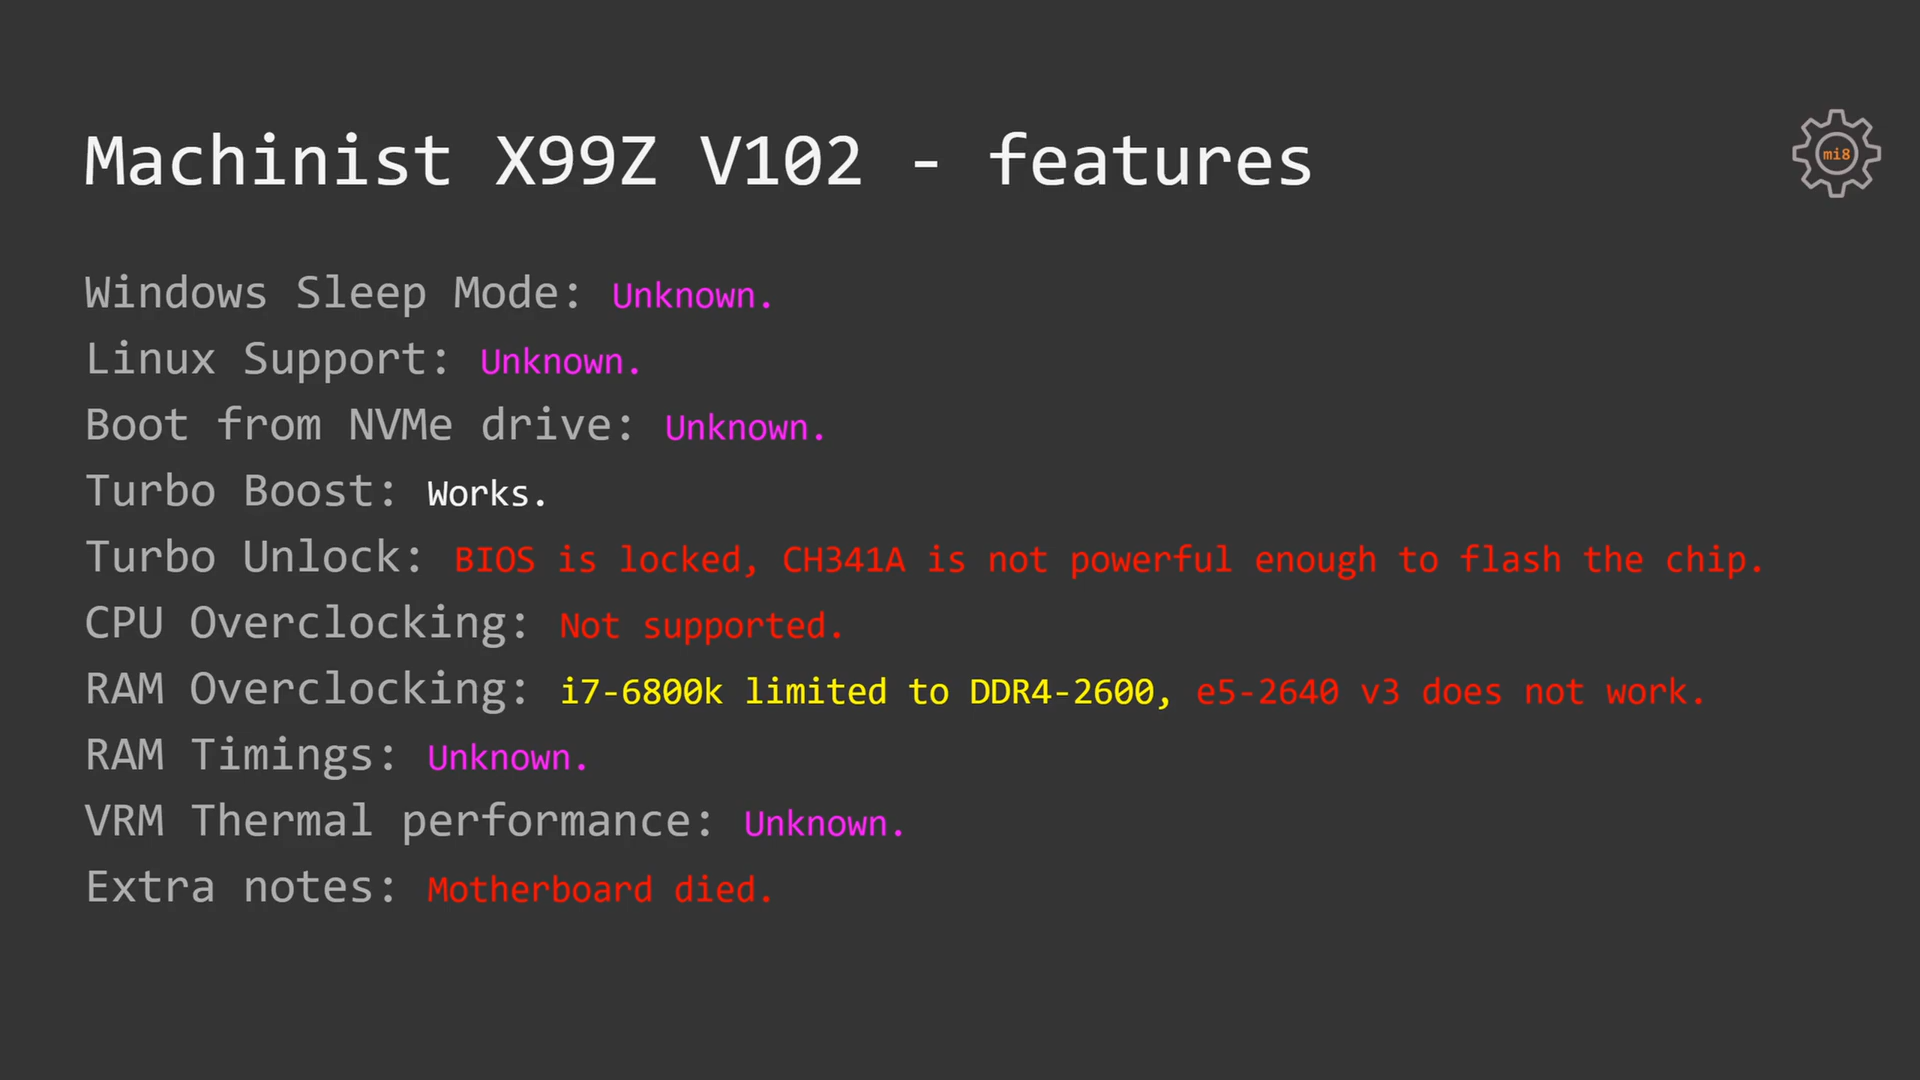 Machinist X99Z V102 - features
mi8
Windows Sleep Mode: Unknown.
Linux Support: Unknown.
Boot from NVMe drive: Unknown.
Turbo Boost: Works.
Turbo Unlock: BIOS is locked, CH341A is not powerful enough to flash the chip.
CPU Overclocking: Not supported.
RAM Overclocking: i7-6800k limited to DDR4-2600, e5-2640 v3 does not work.
RAM Timings: Unknown.
VRM Thermal performance: Unknown.
Extra notes: Motherboard died.